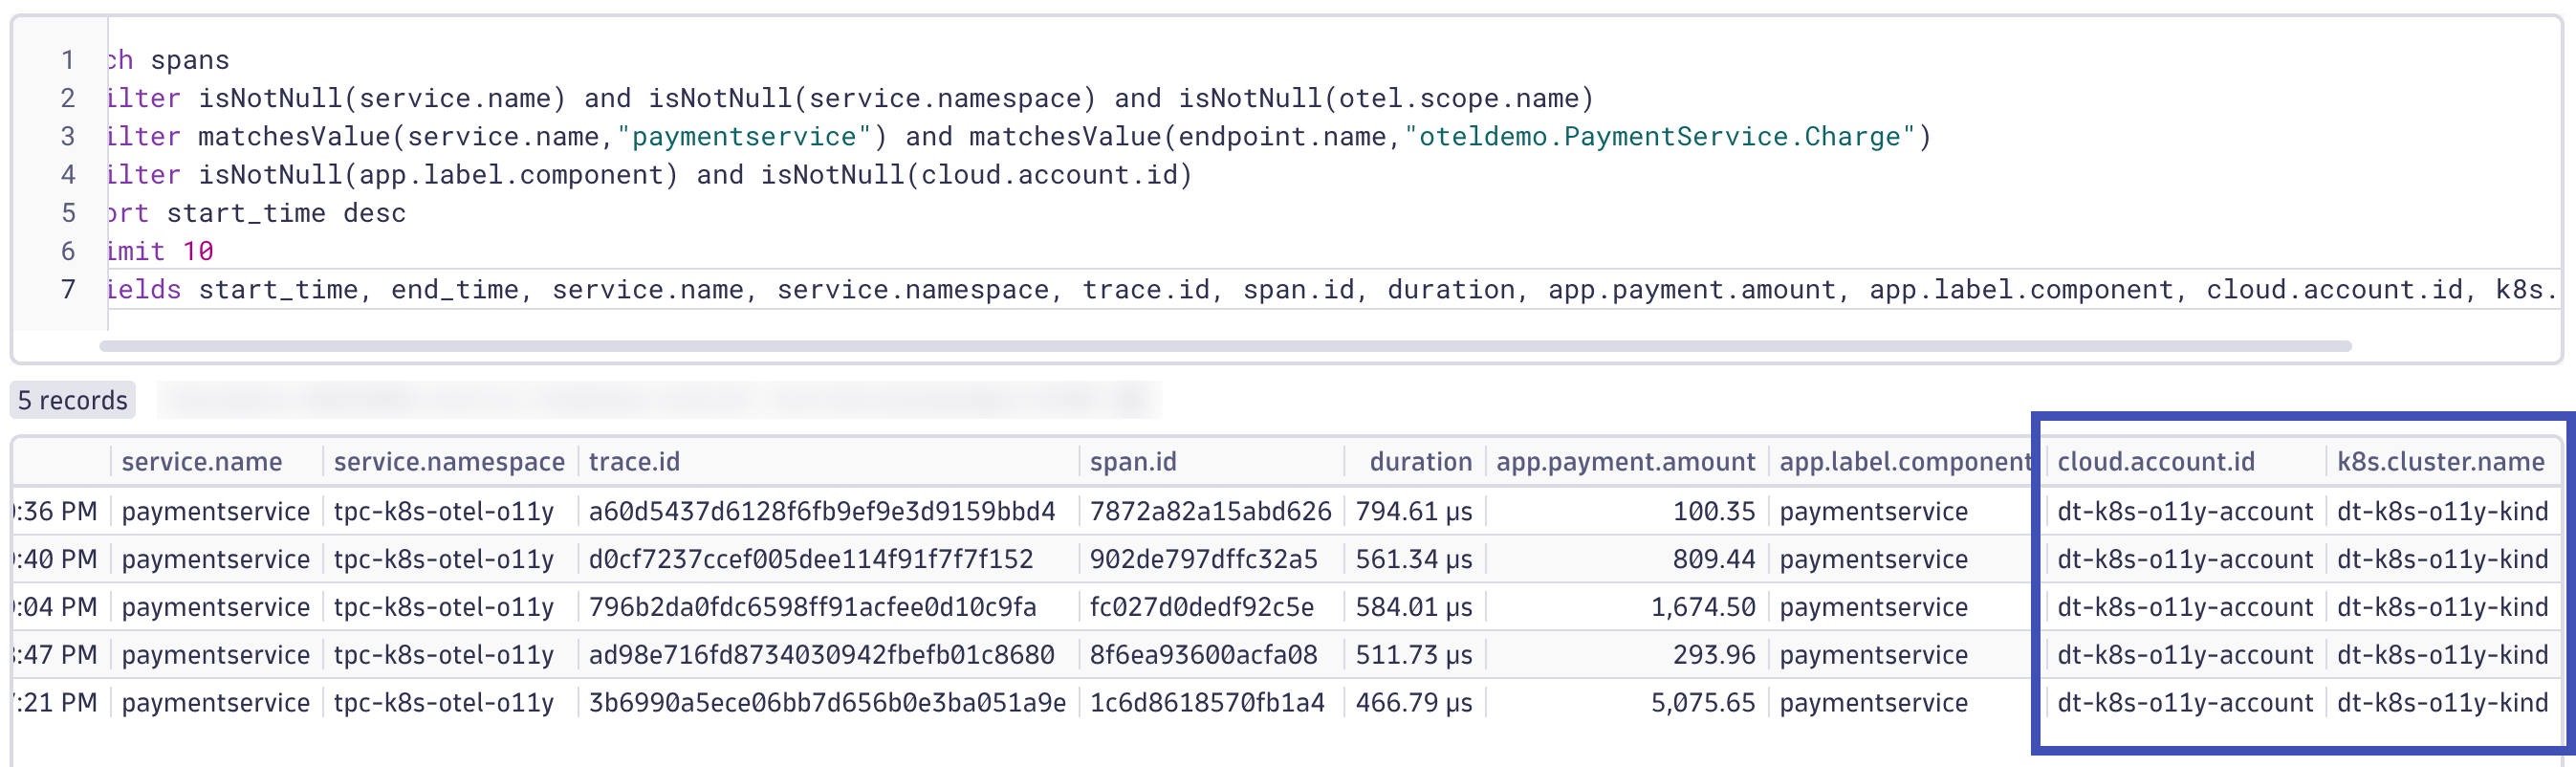 1 ch spans
2 ilter isNotNull(service.name) and isNotNull(service.namespace) and isNotNull(otel.scope.name)
3 ilter matchesValue(service.name,"paymentservice") and matchesValue(endpoint.name,"oteldemo.PaymentService.Charge")
4 ilter isNotNull(app.label.component) and isNotNull(cloud.account.id)
5 ort start_time desc
6 imit 10
7 ields start_time, end_time, service.name, service.namespace, trace.id, span.id, duration, app.payment.amount, app.label.component, cloud.account.id, k8s.
5 records
service.name service.namespace trace.id span.id duration app.payment.amount app.label.component cloud.account.id k8s.cluster.name
:36 PM paymentservice tpc-k8s-otel-o11y a60d5437d6128f6fb9ef9e3d9159bbd4 7872a82a15abd626 794.61 µs 100.35 paymentservice dt-k8s-o11y-account dt-k8s-o11y-kind
:40 PM paymentservice tpc-k8s-otel-o11y d0cf7237ccef005dee114f91f7f7f152 902de797dffc32a5 561.34 µs 809.44 paymentservice dt-k8s-o11y-account dt-k8s-o11y-kind
:04 PM paymentservice tpc-k8s-otel-o11y 796b2da0fdc6598ff91acfee0d10c9fa fc027d0dedf92c5e 584.01 µs 1,674.50 paymentservice dt-k8s-o11y-account dt-k8s-o11y-kind
:47 PM paymentservice tpc-k8s-otel-o11y ad98e716fd8734030942fbefb01c8680 8f6ea93600acfa08 511.73 µs 293.96 paymentservice dt-k8s-o11y-account dt-k8s-o11y-kind
:21 PM paymentservice tpc-k8s-otel-o11y 3b6990a5ece06bb7d656b0e3ba051a9e 1c6d8618570fb1a4 466.79 µs 5,075.65 paymentservice dt-k8s-o11y-account dt-k8s-o11y-kind